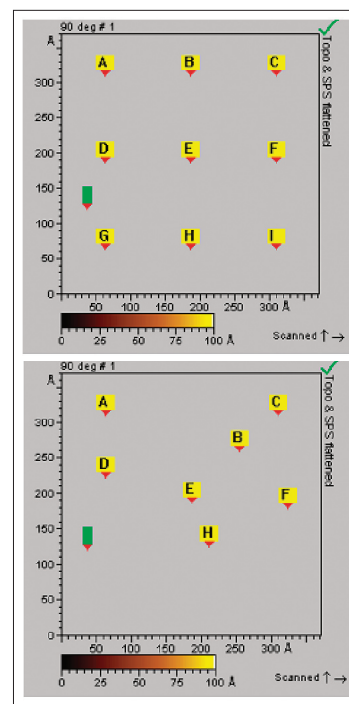 90 deg # 1
Å
Topo & SPS flattened
A B C
300
250
200
D E F
150
100
G H I
50
0
50 100 150 200 250 300 Å
0 25 50 75 100 Å
Scanned ↑→
90 deg # 1
Å
Topo & SPS flattened
A C
300
B
250
D
200
E F
150
H
100
50
0
50 100 150 200 250 300 Å
0 25 50 75 100 Å
Scanned ↑→